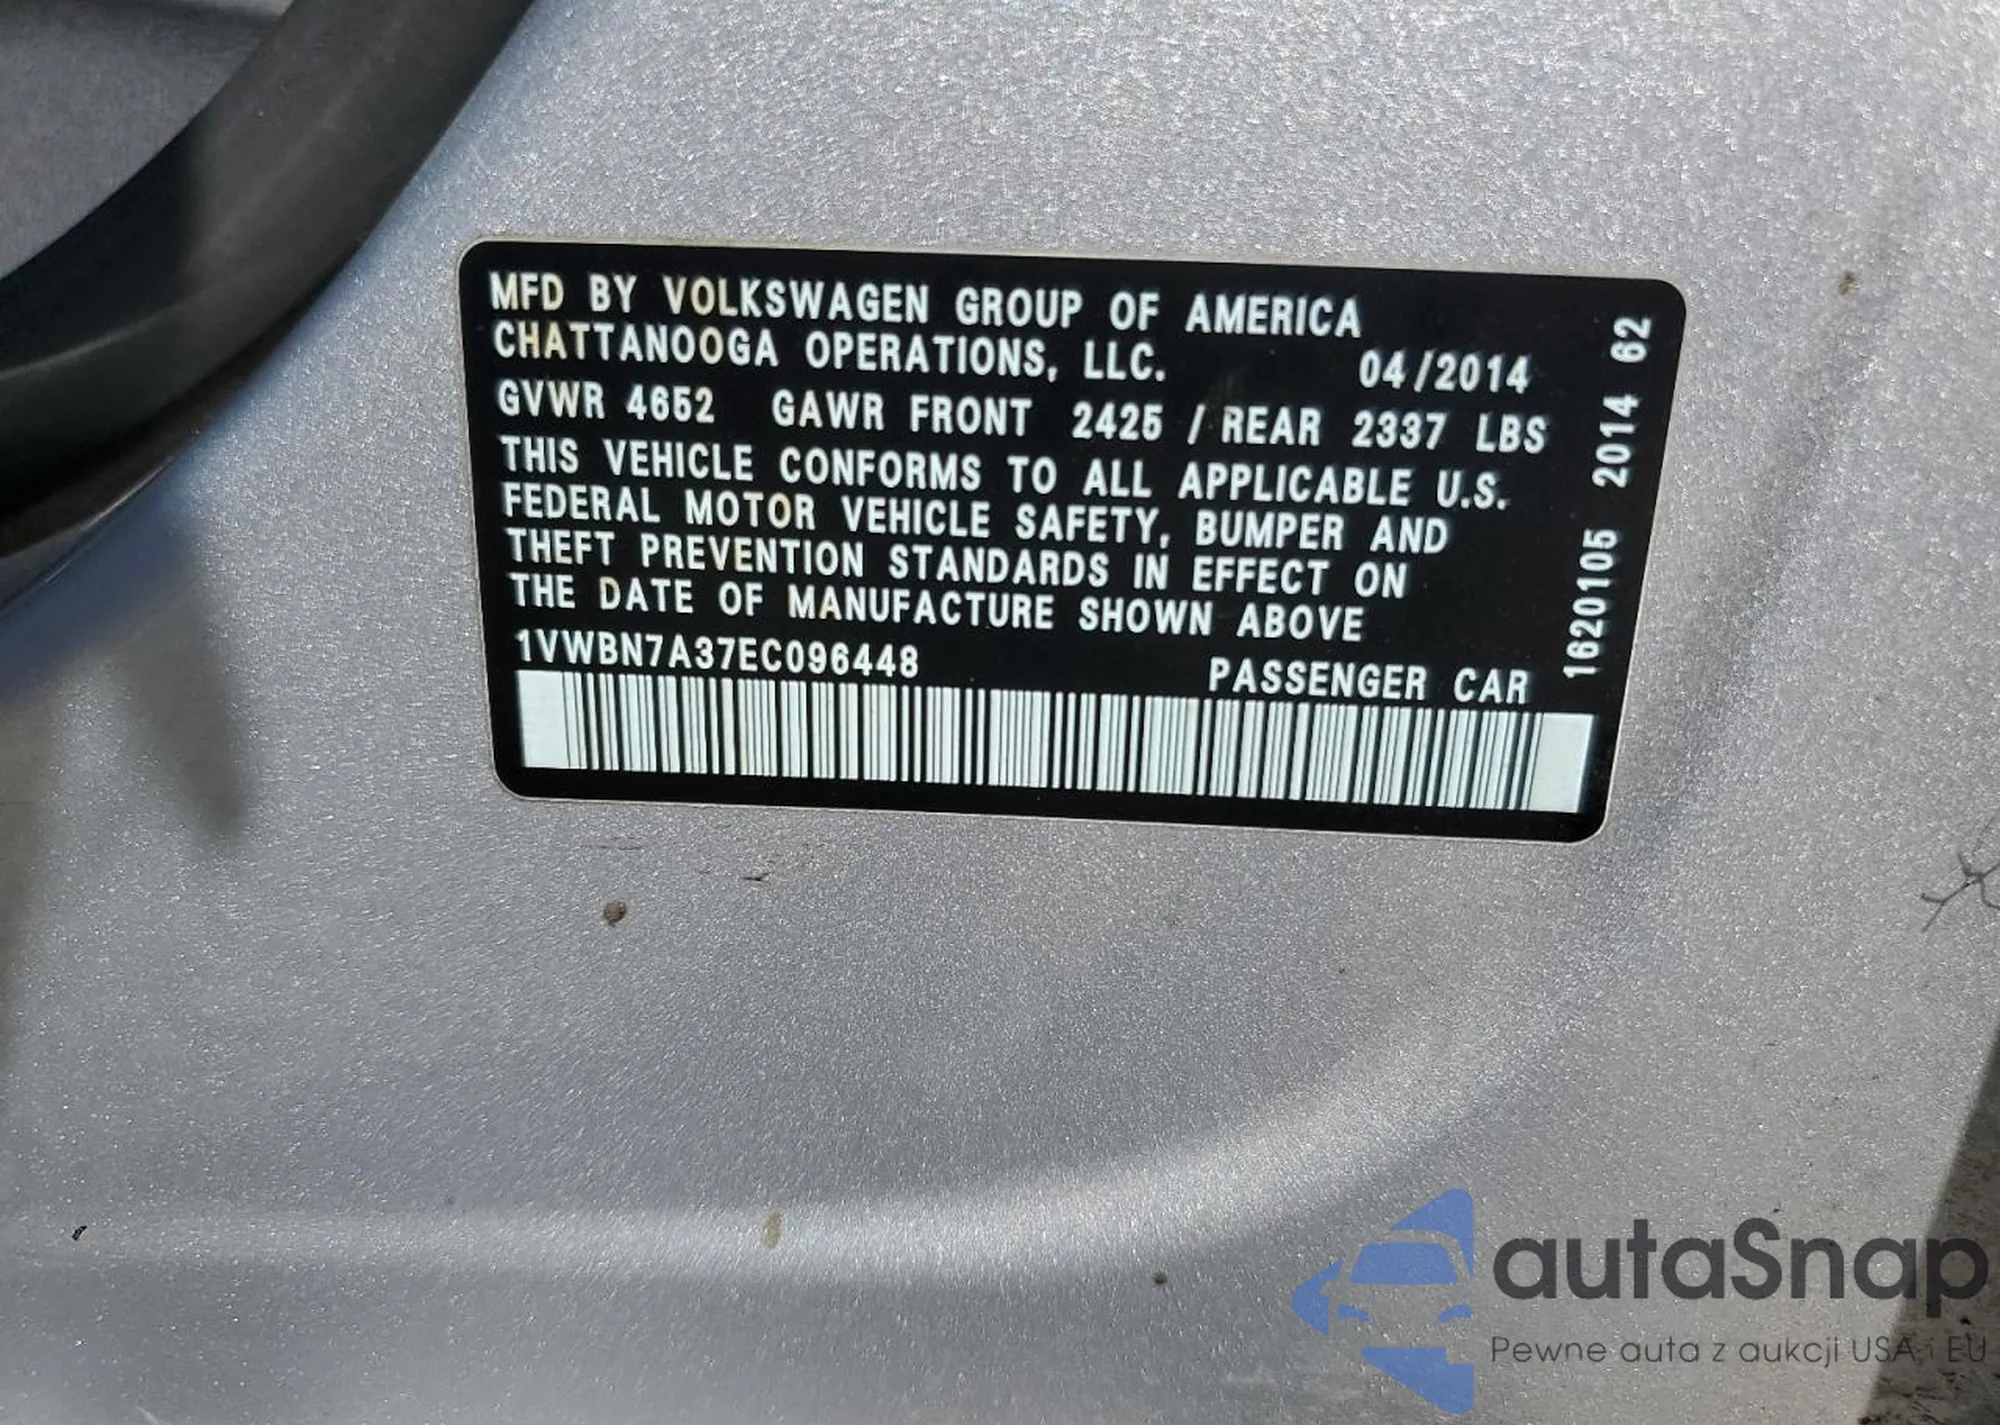 MFD BY VOLKSWAGEN GROUP OF AMERICA
CHATTANOOGA OPERATIONS, LLC. 04/2014
GVWR 4652 GAWR FRONT 2425 / REAR 2337 LBS
THIS VEHICLE CONFORMS TO ALL APPLICABLE U.S.
FEDERAL MOTOR VEHICLE SAFETY, BUMPER AND
THEFT PREVENTION STANDARDS IN EFFECT ON
THE DATE OF MANUFACTURE SHOWN ABOVE
1VWBN7A37EC096448 PASSENGER CAR
1620105 2014 62
autaSnap
Pewne auta z aukcji USA i EU